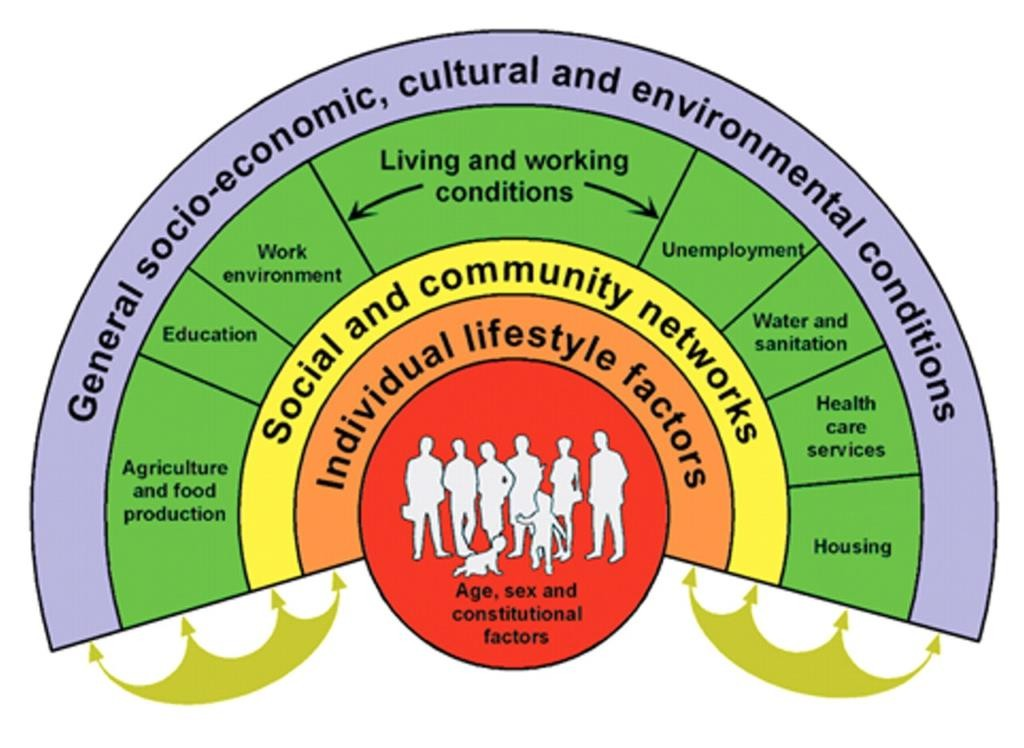 General socio-economic, cultural and environmental conditions
Living and working
conditions
Work
environment
Unemployment
Education
Water and
sanitation
Agriculture
and food
production
Health
care
services
Housing
Social and community networks
Individual lifestyle factors
Age, sex and
constitutional
factors